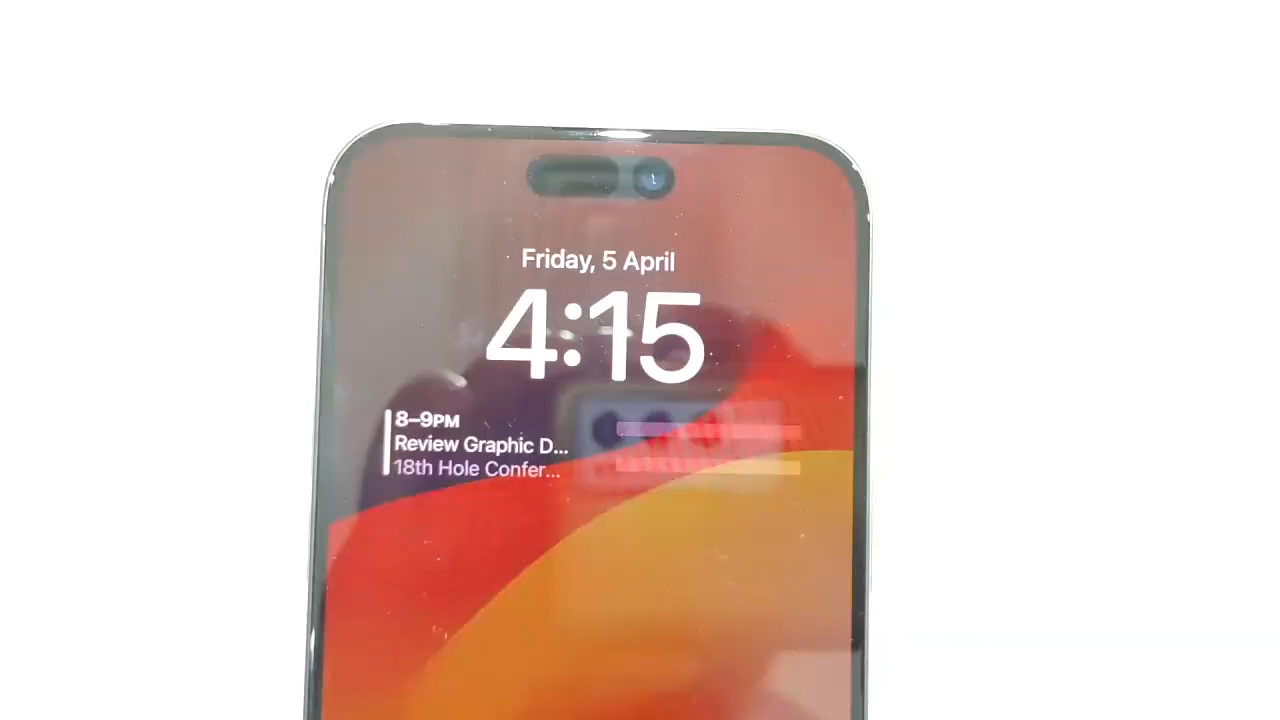 Friday, 5 April
4:15
8–9PM
Review Graphic D...
18th Hole Confer...